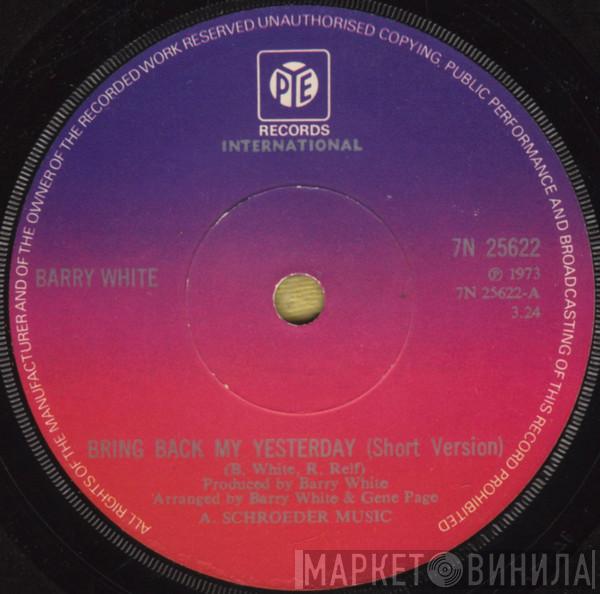 ALL RIGHTS OF THE MANUFACTURER AND OF THE OWNER OF THE RECORDED WORK RESERVED UNAUTHORISED COPYING, PUBLIC PERFORMANCE AND BROADCASTING OF THIS RECORD PROHIBITED
PYE
RECORDS
INTERNATIONAL
BARRY WHITE
7N 25622
℗ 1973
7N 25622-A
3.24
BRING BACK MY YESTERDAY (Short Version)
(B. White, R. Relf)
Produced by Barry White
Arranged by Barry White & Gene Page
A. SCHROEDER MUSIC
МАРКЕТ ВИНИЛА